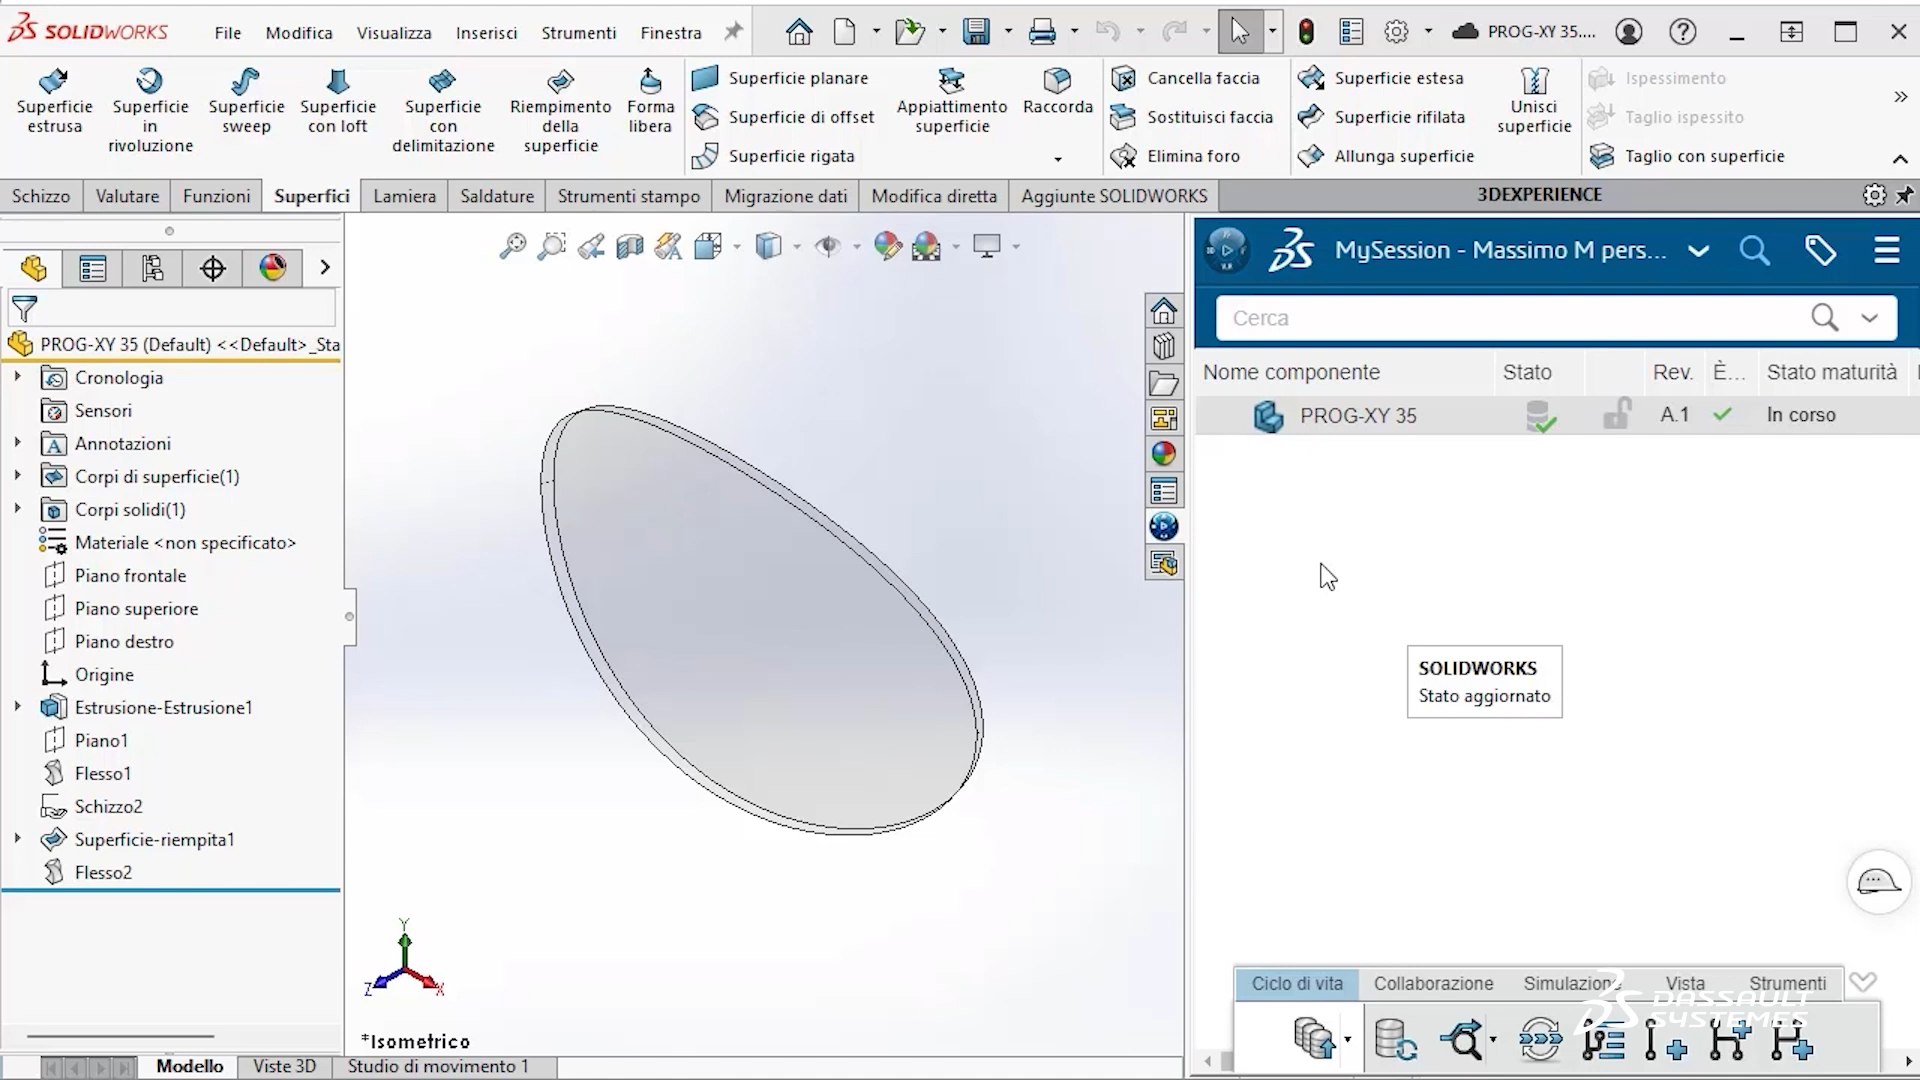 SOLIDWORKS
File Modifica Visualizza Inserisci Strumenti Finestra
PROG-XY 35....
Superficie estrusa
Superficie in rivoluzione
Superficie sweep
Superficie con loft
Superficie con delimitazione
Riempimento della superficie
Forma libera
Superficie planare
Superficie di offset
Superficie rigata
Appiattimento superficie
Raccorda
Cancella faccia
Sostituisci faccia
Elimina foro
Superficie estesa
Superficie rifilata
Allunga superficie
Unisci superficie
Ispessimento
Taglio ispessito
Taglio con superficie
Schizzo Valutare Funzioni Superfici Lamiera Saldature Strumenti stampo Migrazione dati Modifica diretta Aggiunte SOLIDWORKS
3DEXPERIENCE
MySession - Massimo M pers...
Cerca
Nome componente Stato Rev. È... Stato maturità
PROG-XY 35 A.1 In corso
PROG-XY 35 (Default) <<Default>_Sta
Cronologia
Sensori
Annotazioni
Corpi di superficie(1)
Corpi solidi(1)
Materiale <non specificato>
Piano frontale
Piano superiore
Piano destro
Origine
Estrusione-Estrusione1
Piano1
Flesso1
Schizzo2
Superficie-riempita1
Flesso2
SOLIDWORKS
Stato aggiornato
Y
Z
X
*Isometrico
Ciclo di vita Collaborazione Simulazione Vista Strumenti
DASSAULT
SYSTEMES
Modello Viste 3D Studio di movimento 1